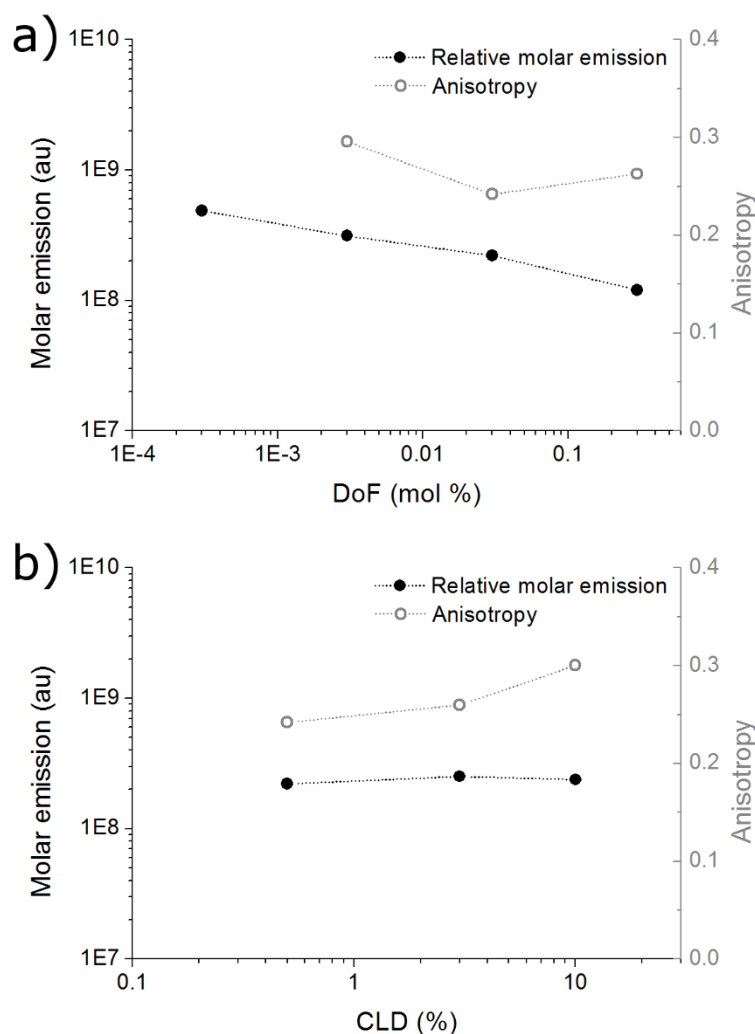 a)
1E10
1E9
1E8
1E7
Molar emission (au)
Relative molar emission
Anisotropy
0.4
0.3
0.2
0.1
0.0
Anisotropy
1E-4
1E-3
0.01
0.1
DoF (mol %)
b)
1E10
1E9
1E8
1E7
Molar emission (au)
Relative molar emission
Anisotropy
0.4
0.3
0.2
0.1
0.0
Anisotropy
0.1
1
10
CLD (%)